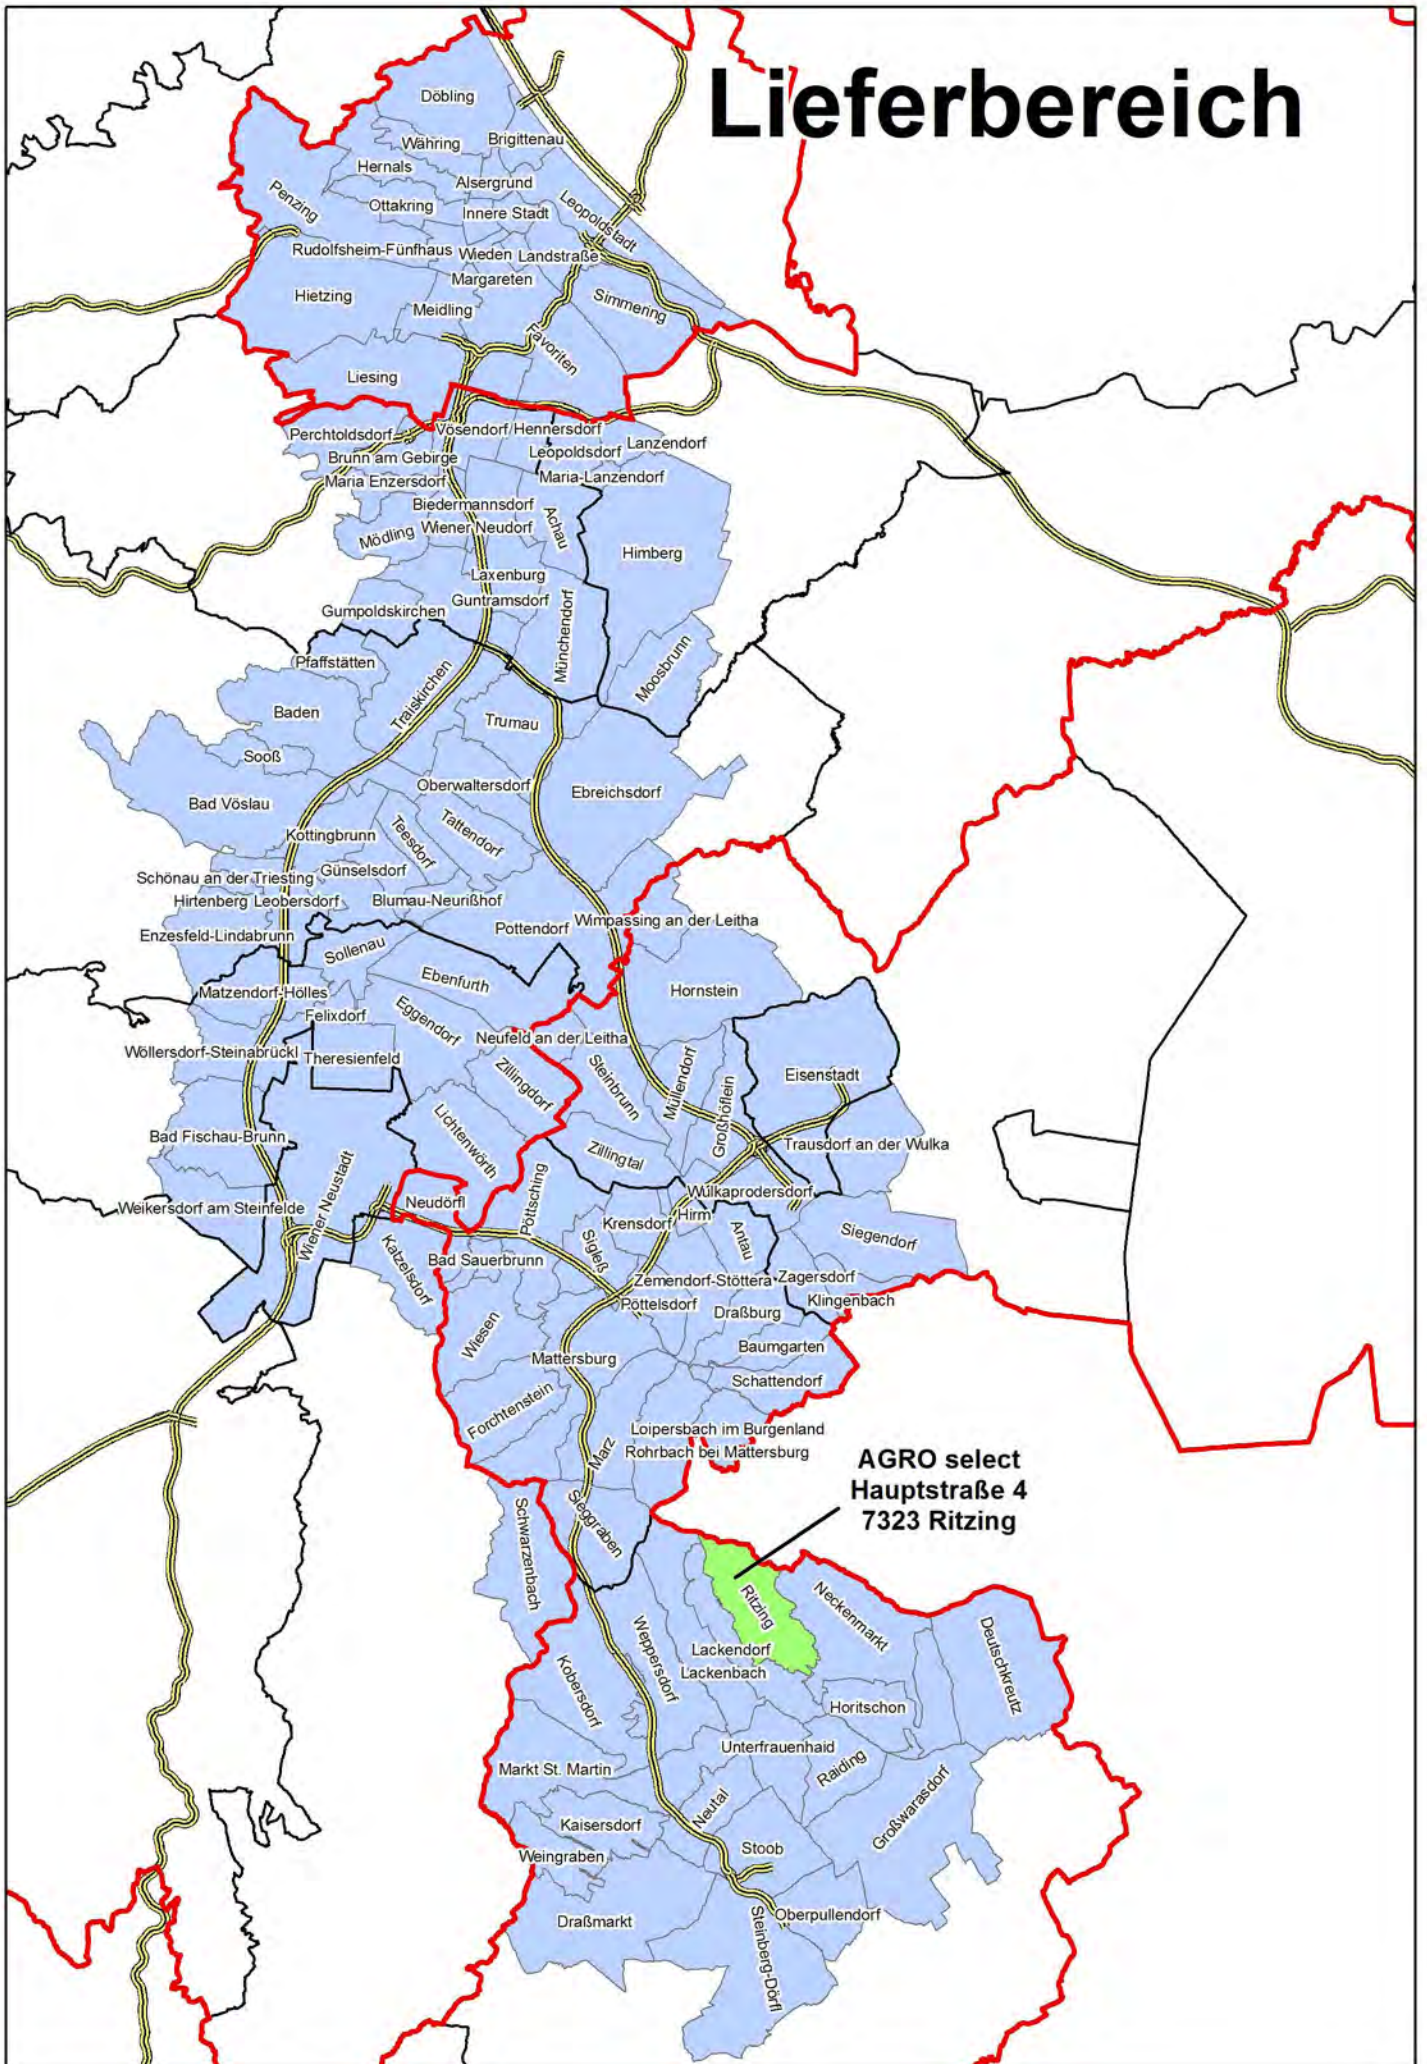 Lieferbereich
Döbling
Währing
Brigittenau
Hernals
Alsergrund
Penzing
Ottakring
Innere Stadt
Leopoldstadt
Rudolfsheim-Fünfhaus
Wieden
Landstraße
Margareten
Hietzing
Meidling
Simmering
Favoriten
Liesing
Perchtoldsdorf
Vösendorf
Hennersdorf
Lanzendorf
Brunn am Gebirge
Leopoldsdorf
Maria Enzersdorf
Maria-Lanzendorf
Biedermannsdorf
Achau
Mödling
Wiener Neudorf
Himberg
Laxenburg
Guntramsdorf
Gumpoldskirchen
Münchendorf
Moosbrunn
Pfaffstätten
Traiskirchen
Baden
Trumau
Sooß
Oberwaltersdorf
Ebreichsdorf
Bad Vöslau
Kottingbrunn
Teesdorf
Tattendorf
Schönau an der Triesting
Günselsdorf
Hirtenberg
Leobersdorf
Blumau-Neurißhof
Wimpassing an der Leitha
Enzesfeld-Lindabrunn
Pottendorf
Sollenau
Ebenfurth
Matzendorf-Hölles
Hornstein
Felixdorf
Eggendorf
Neufeld an der Leitha
Wöllersdorf-Steinabrückl
Theresienfeld
Zillingdorf
Steinbrunn
Müllendorf
Großhöflein
Eisenstadt
Bad Fischau-Brunn
Lichtenwörth
Zillingtal
Trausdorf an der Wulka
Weikersdorf am Steinfelde
Wiener Neustadt
Neudörfl
Pöttsching
Wulkaprodersdorf
Krensdorf
Hirm
Antau
Siegendorf
Katzelsdorf
Bad Sauerbrunn
Sigleß
Zemendorf-Stöttera
Zagersdorf
Pöttelsdorf
Draßburg
Klingenbach
Wiesen
Baumgarten
Mattersburg
Schattendorf
Forchtenstein
Loipersbach im Burgenland
Marz
Rohrbach bei Mattersburg
AGRO select
Hauptstraße 4
7323 Ritzing
Schwarzenbach
Sieggraben
Ritzing
Neckenmarkt
Deutschkreutz
Weppersdorf
Lackendorf
Lackenbach
Kobersdorf
Horitschon
Unterfrauenhaid
Markt St. Martin
Raiding
Neutal
Großwarasdorf
Kaisersdorf
Stoob
Weingraben
Draßmarkt
Oberpullendorf
Steinberg-Dörfl